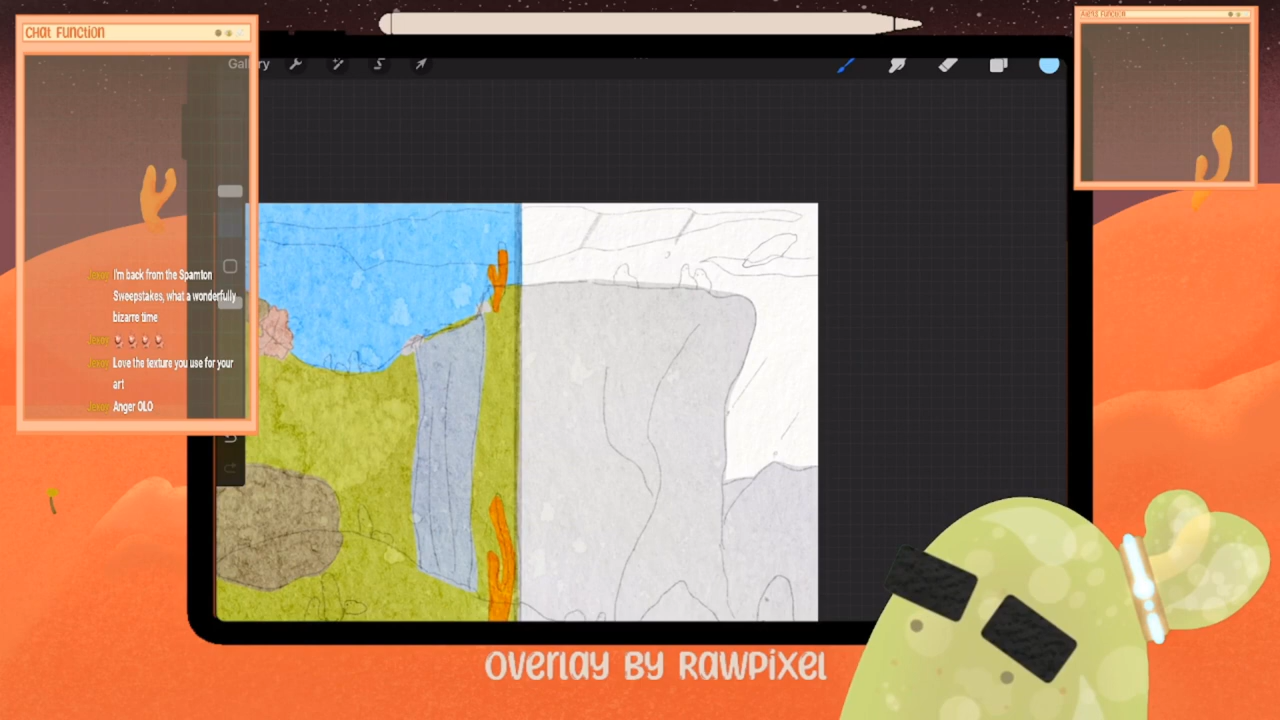 CHAt FUNCtION
Gallery
Jekoi I'm back from the Spamton
Sweepstakes, what a wonderfully
bizarre time
Love the texture you use for your
art
Anger OLO
OVERLAY BY RAWPIXEL